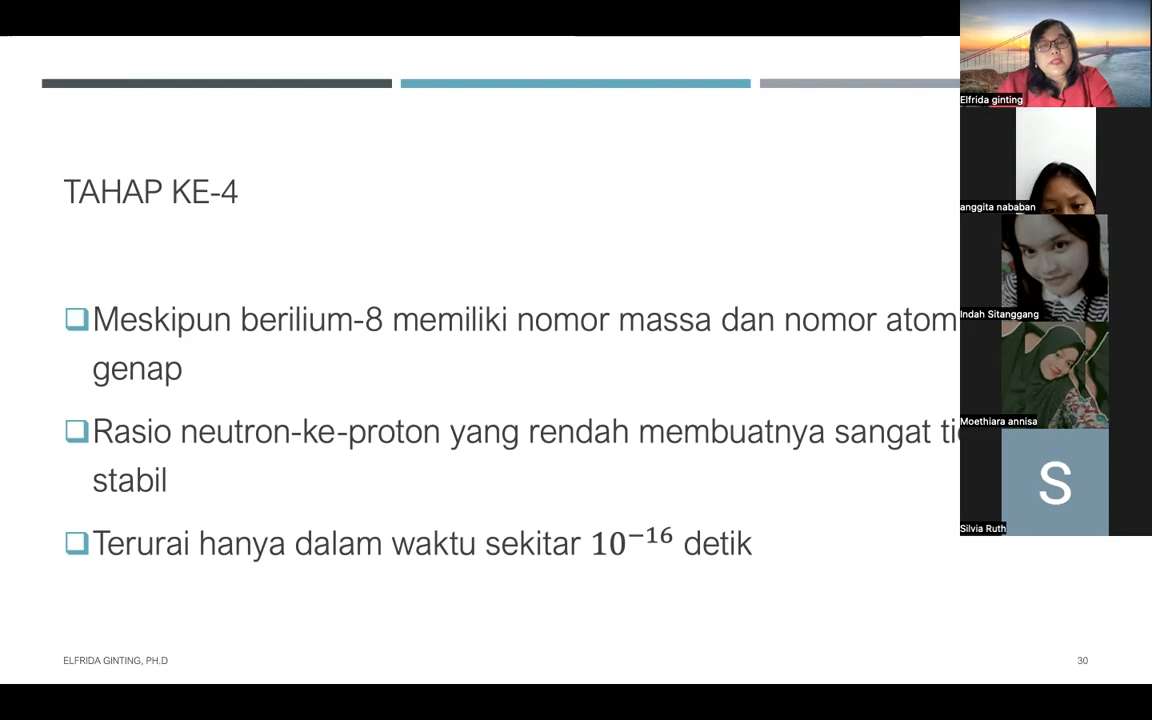 TAHAP KE-4
❑Meskipun berilium-8 memiliki nomor massa dan nomor atom
genap
❑Rasio neutron-ke-proton yang rendah membuatnya sangat
stabil
❑Terurai hanya dalam waktu sekitar 10⁻¹⁶ detik
ELFRIDA GINTING, PH.D
30
Elfrida ginting
anggita nababan
Indah Sitanggang
Moethiara annisa
S
Silvia Ruth